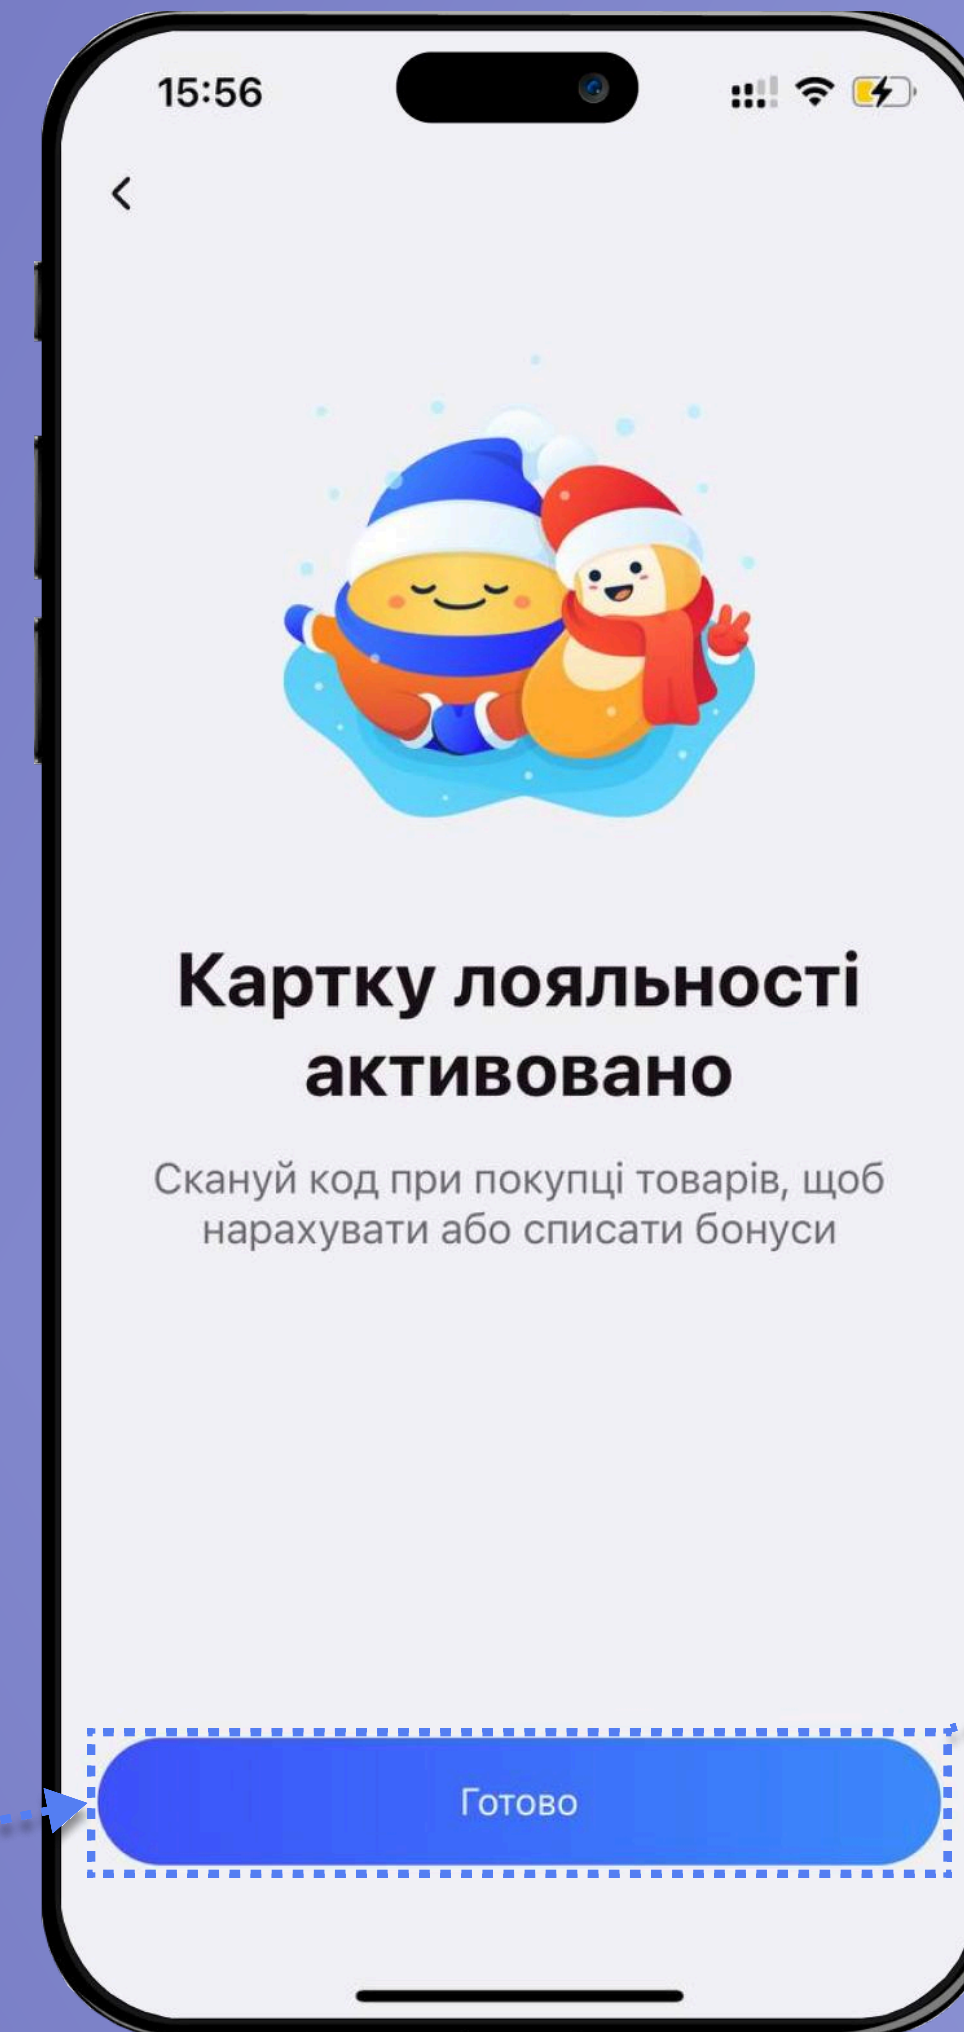 15:56
Картку лояльності
активовано
Скануй код при покупці товарів, щоб
нарахувати або списати бонуси
Готово